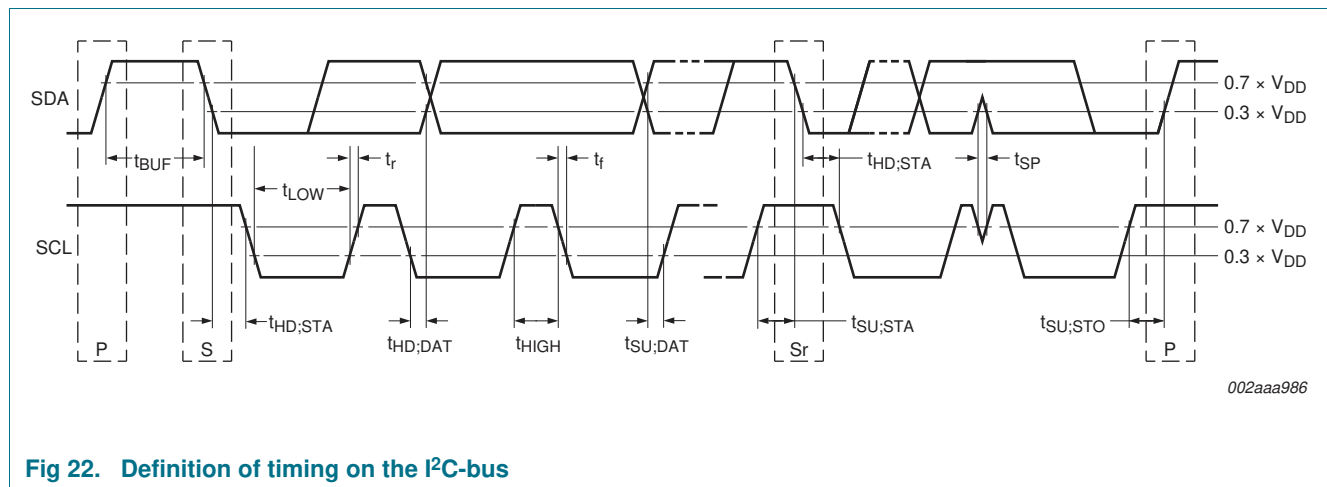 SDA
0.7 × VDD
0.3 × VDD
tBUF
tLOW
tr
tf
tHD;STA
tSP
SCL
0.7 × VDD
0.3 × VDD
tHD;STA
tHD;DAT
tHIGH
tSU;DAT
tSU;STA
tSU;STO
P
S
Sr
P
002aaa986
Fig 22. Definition of timing on the I²C-bus